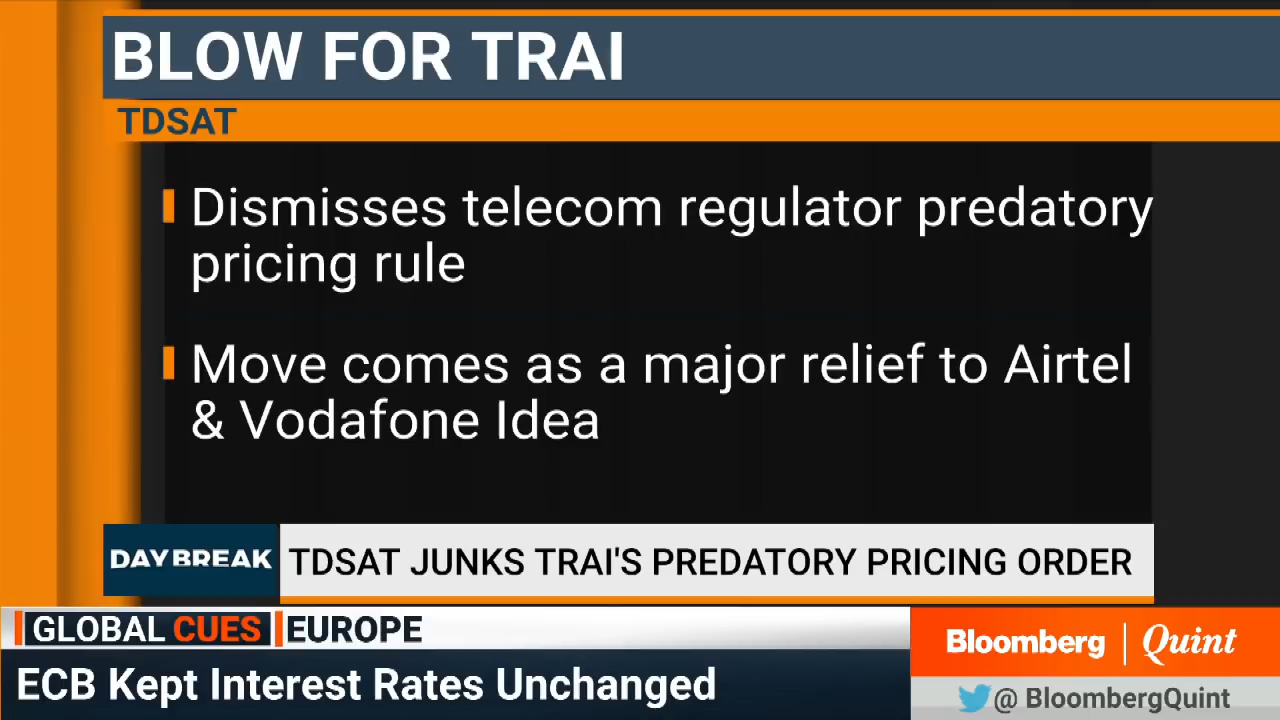 BLOW FOR TRAI
TDSAT
Dismisses telecom regulator predatory
pricing rule
Move comes as a major relief to Airtel
& Vodafone Idea
DAYBREAK
TDSAT JUNKS TRAI'S PREDATORY PRICING ORDER
GLOBAL CUES EUROPE
ECB Kept Interest Rates Unchanged
Bloomberg | Quint
@ BloombergQuint